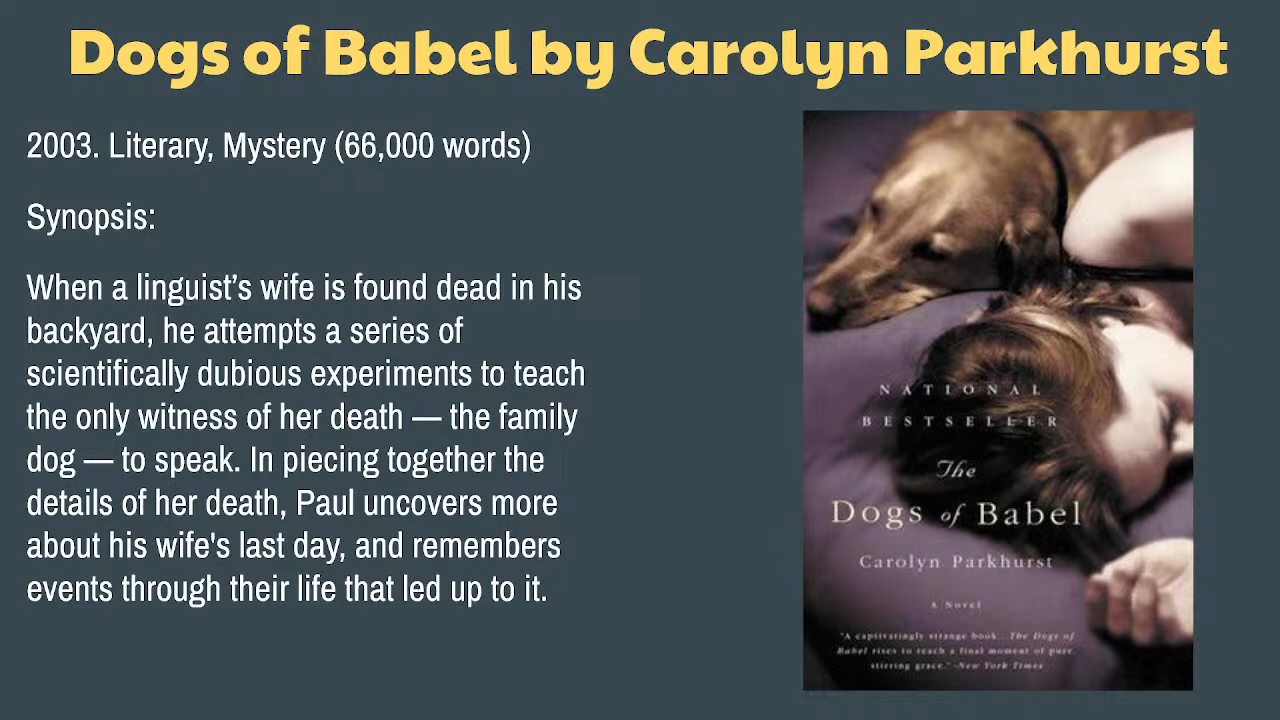 Dogs of Babel by Carolyn Parkhurst
2003. Literary, Mystery (66,000 words)
Synopsis:
When a linguist’s wife is found dead in his
backyard, he attempts a series of
scientifically dubious experiments to teach
the only witness of her death — the family
dog — to speak. In piecing together the
details of her death, Paul uncovers more
about his wife's last day, and remembers
events through their life that led up to it.
NATIONAL
BESTSELLER
The
Dogs of Babel
Carolyn Parkhurst
A Novel
"A captivatingly strange book...The Dogs of
Babel rises to reach a final moment of pure,
stirring grace." -New York Times